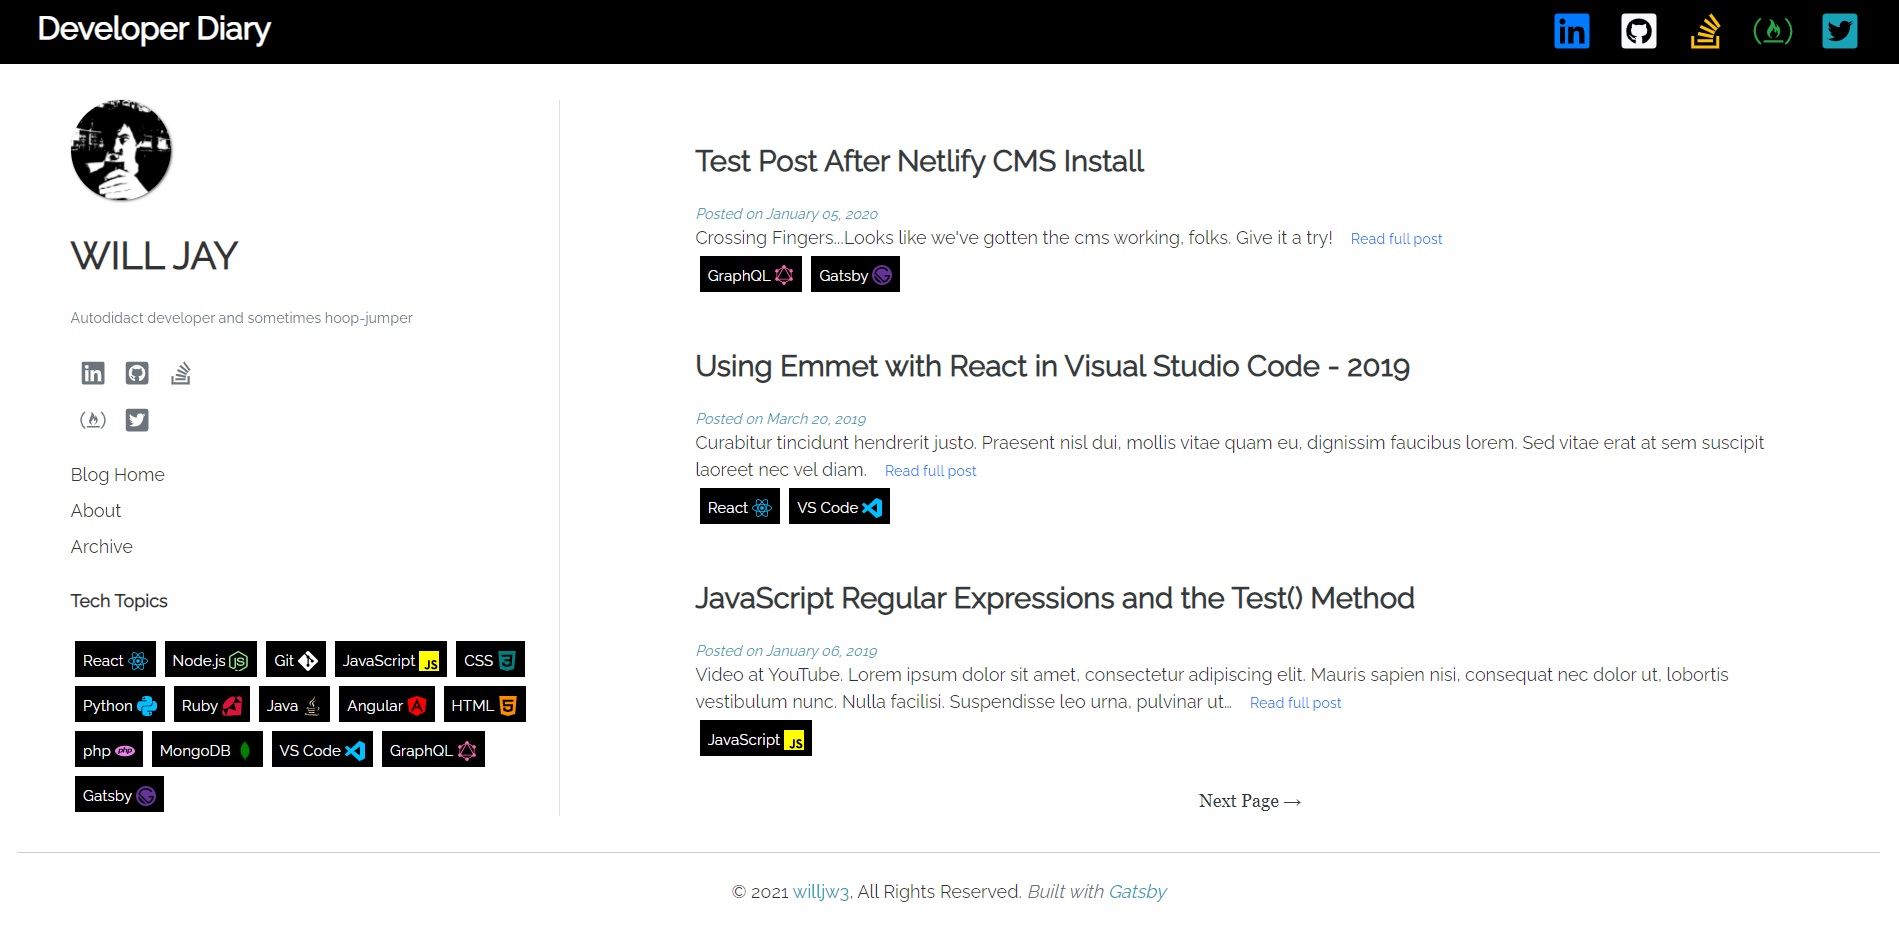 Developer Diary
WILL JAY
Autodidact developer and sometimes hoop-jumper
Blog Home
About
Archive
Tech Topics
React Node.js Git JavaScript JS CSS
Python Ruby Java Angular HTML
php php MongoDB VS Code GraphQL
Gatsby
Test Post After Netlify CMS Install
Posted on January 05, 2020
Crossing Fingers...Looks like we've gotten the cms working, folks. Give it a try! Read full post
GraphQL Gatsby
Using Emmet with React in Visual Studio Code - 2019
Posted on March 20, 2019
Curabitur tincidunt hendrerit justo. Praesent nisl dui, mollis vitae quam eu, dignissim faucibus lorem. Sed vitae erat at sem suscipit
laoreet nec vel diam. Read full post
React VS Code
JavaScript Regular Expressions and the Test() Method
Posted on January 06, 2019
Video at YouTube. Lorem ipsum dolor sit amet, consectetur adipiscing elit. Mauris sapien nisi, consequat nec dolor ut, lobortis
vestibulum nunc. Nulla facilisi. Suspendisse leo urna, pulvinar ut… Read full post
JavaScript JS
Next Page →
© 2021 willjw3, All Rights Reserved. Built with Gatsby